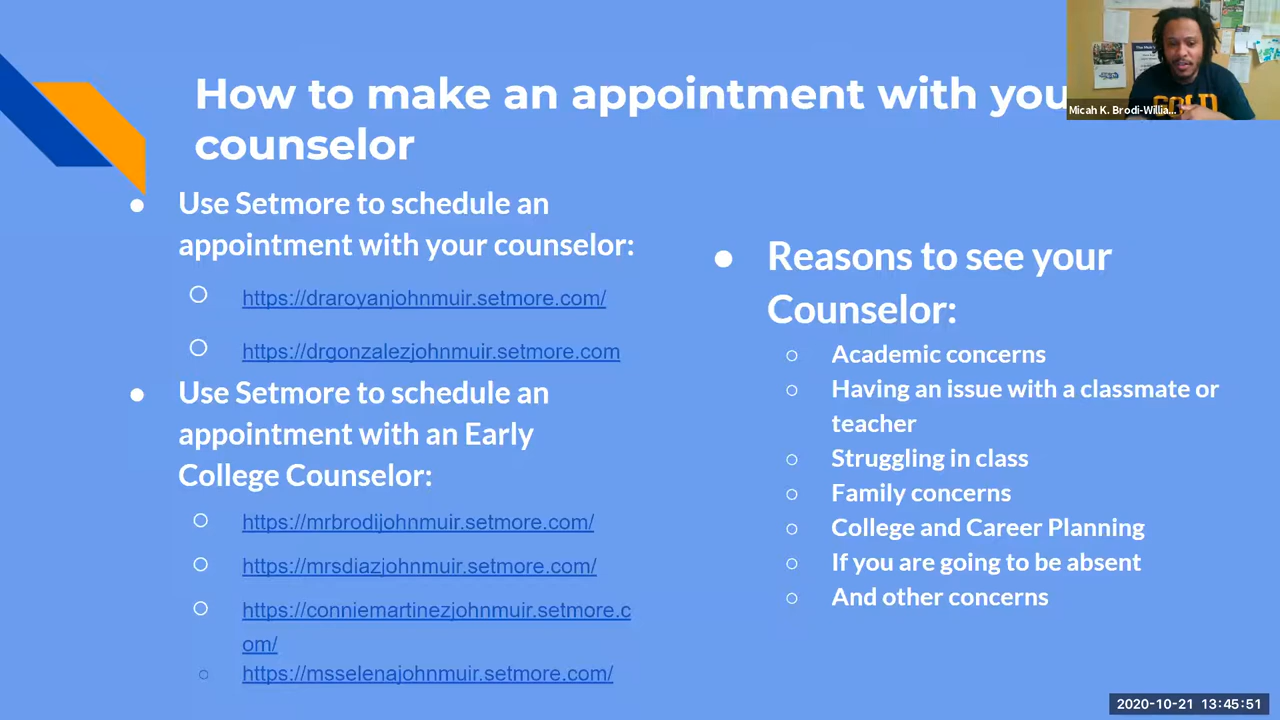 How to make an appointment with you
counselor
Use Setmore to schedule an
appointment with your counselor:
https://draroyanjohnmuir.setmore.com/
https://drgonzalezjohnmuir.setmore.com
Use Setmore to schedule an
appointment with an Early
College Counselor:
https://mrbrodijohnmuir.setmore.com/
https://mrsdiazjohnmuir.setmore.com/
https://conniemartinezjohnmuir.setmore.c
om/
https://msselenajohnmuir.setmore.com/
Reasons to see your
Counselor:
Academic concerns
Having an issue with a classmate or
teacher
Struggling in class
Family concerns
College and Career Planning
If you are going to be absent
And other concerns
Micah K. Brodi-Willia...
GOLD
2020-10-21 13:45:51